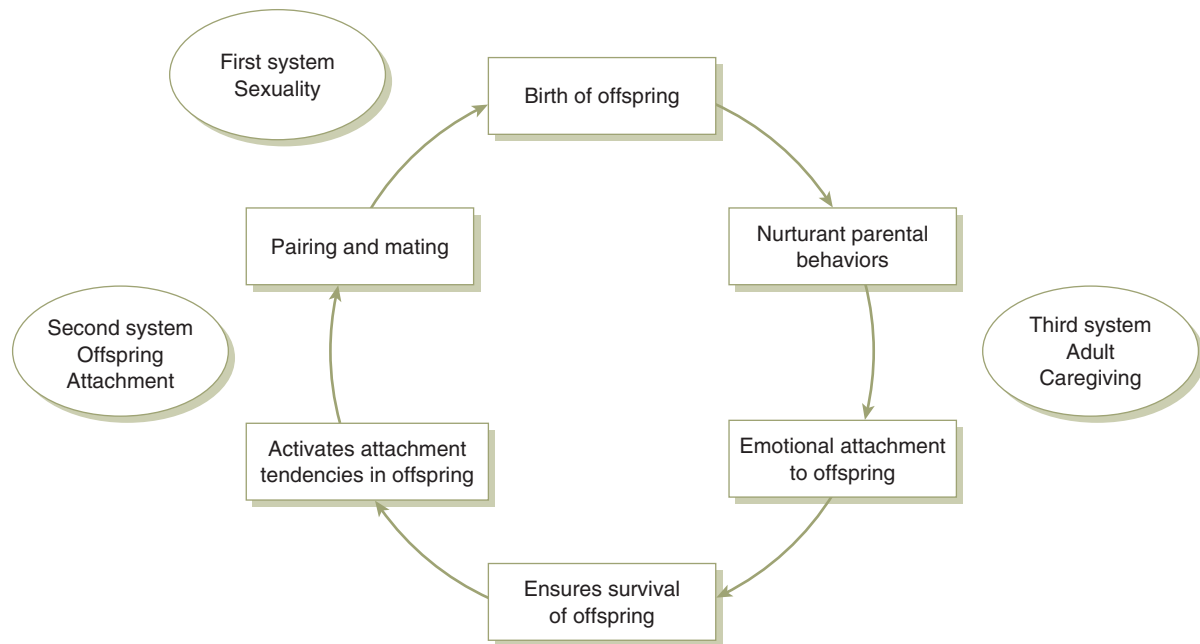 First system
Sexuality
Birth of offspring
Pairing and mating
Nurturant parental
behaviors
Second system
Offspring
Attachment
Third system
Adult
Caregiving
Activates attachment
tendencies in offspring
Emotional attachment
to offspring
Ensures survival
of offspring